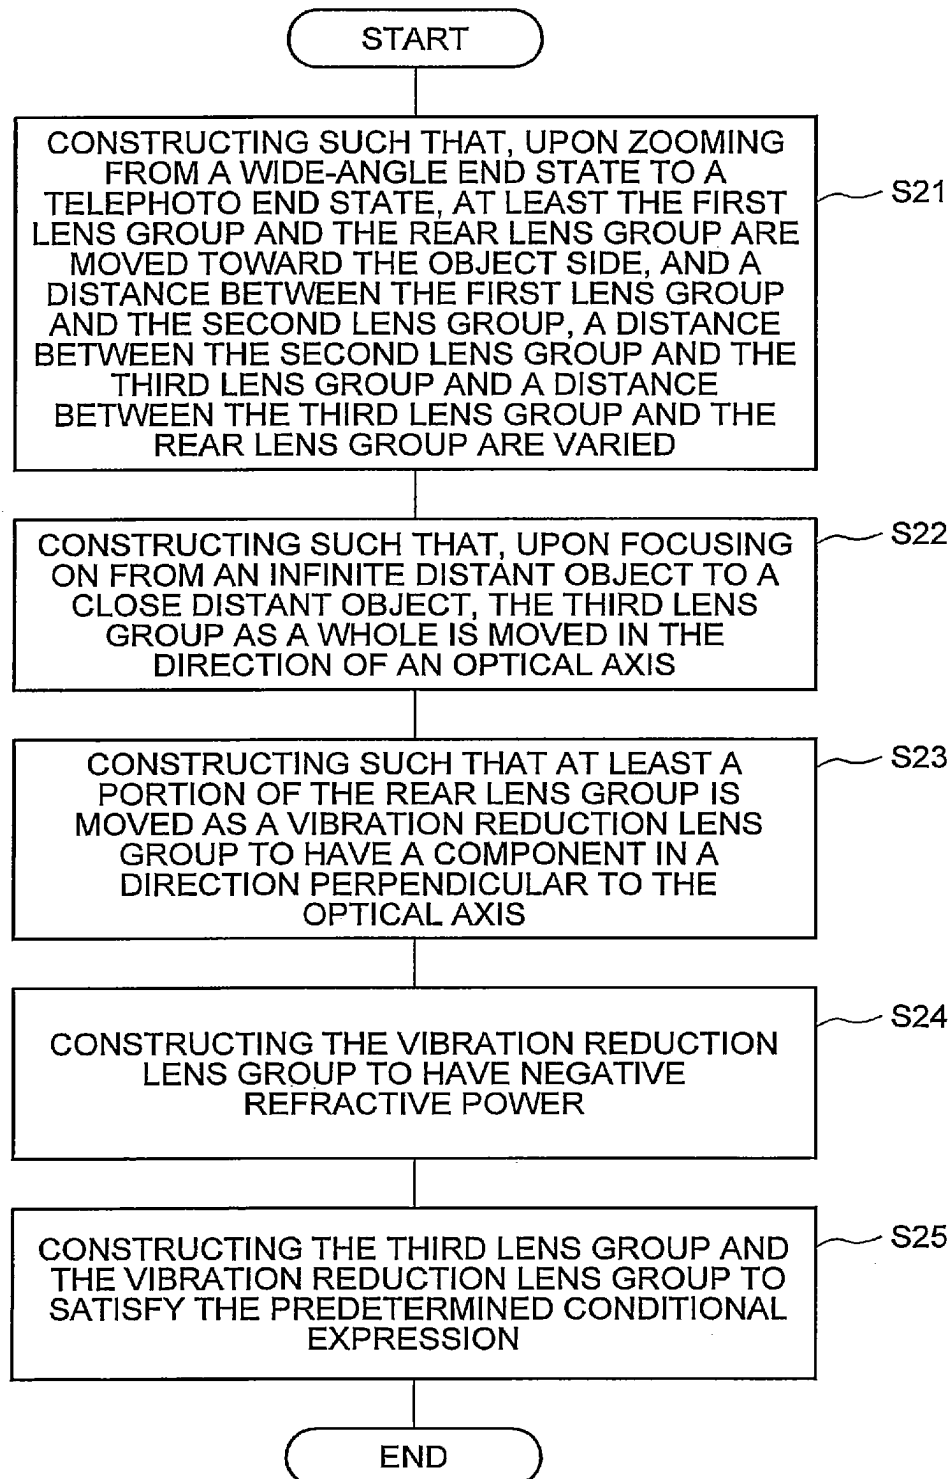 START
CONSTRUCTING SUCH THAT, UPON ZOOMING
FROM A WIDE-ANGLE END STATE TO A
TELEPHOTO END STATE, AT LEAST THE FIRST
LENS GROUP AND THE REAR LENS GROUP ARE
MOVED TOWARD THE OBJECT SIDE, AND A
DISTANCE BETWEEN THE FIRST LENS GROUP
AND THE SECOND LENS GROUP, A DISTANCE
BETWEEN THE SECOND LENS GROUP AND THE
THIRD LENS GROUP AND A DISTANCE
BETWEEN THE THIRD LENS GROUP AND THE
REAR LENS GROUP ARE VARIED
S21
CONSTRUCTING SUCH THAT, UPON FOCUSING
ON FROM AN INFINITE DISTANT OBJECT TO A
CLOSE DISTANT OBJECT, THE THIRD LENS
GROUP AS A WHOLE IS MOVED IN THE
DIRECTION OF AN OPTICAL AXIS
S22
CONSTRUCTING SUCH THAT AT LEAST A
PORTION OF THE REAR LENS GROUP IS
MOVED AS A VIBRATION REDUCTION LENS
GROUP TO HAVE A COMPONENT IN A
DIRECTION PERPENDICULAR TO THE
OPTICAL AXIS
S23
CONSTRUCTING THE VIBRATION REDUCTION
LENS GROUP TO HAVE NEGATIVE
REFRACTIVE POWER
S24
CONSTRUCTING THE THIRD LENS GROUP AND
THE VIBRATION REDUCTION LENS GROUP TO
SATISFY THE PREDETERMINED CONDITIONAL
EXPRESSION
S25
END